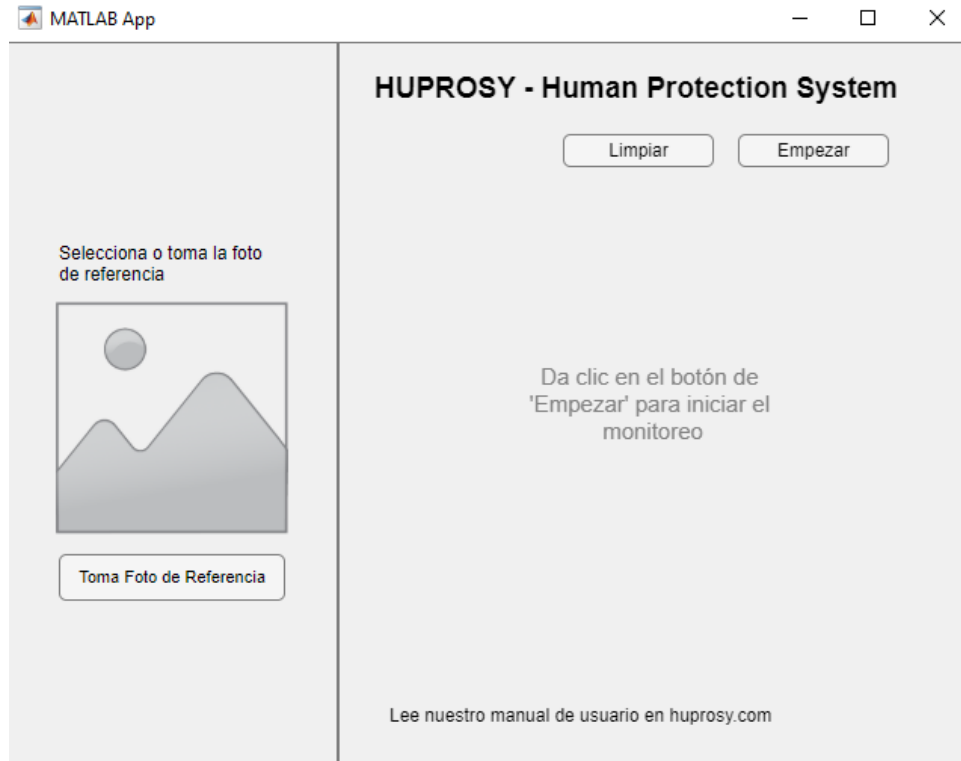 MATLAB App
HUPROSY - Human Protection System
Limpiar
Empezar
Selecciona o toma la foto
de referencia
Da clic en el botón de
'Empezar' para iniciar el
monitoreo
Toma Foto de Referencia
Lee nuestro manual de usuario en huprosy.com